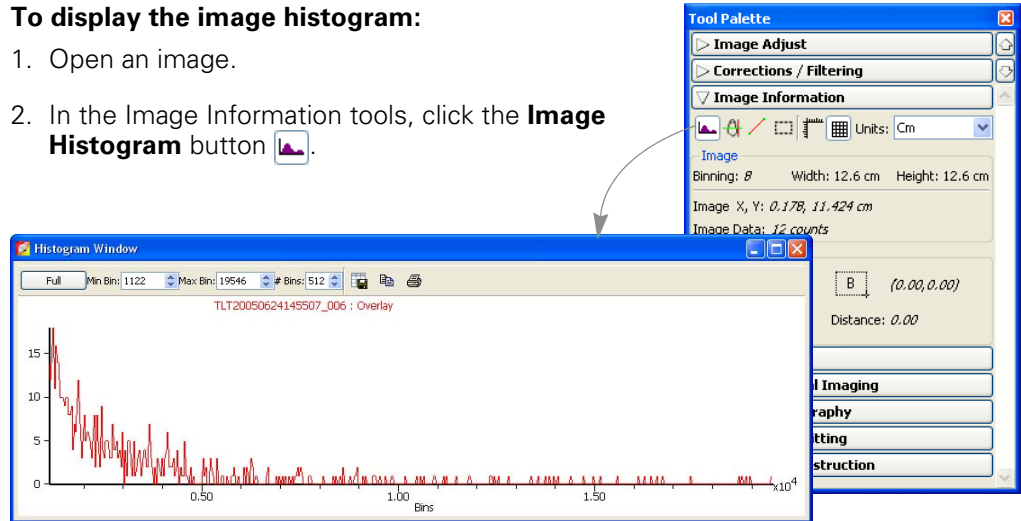 To display the image histogram:
1. Open an image.
2. In the Image Information tools, click the Image
Histogram button .
Tool Palette
Image Adjust
Corrections / Filtering
Image Information
Units: Cm
Image
Binning: 8 Width: 12.6 cm Height: 12.6 cm
Image X, Y: 0.178, 11.424 cm
Image Data: 12 counts
B (0.00,0.00)
Distance: 0.00
l Imaging
raphy
itting
struction
Histogram Window
Full Min Bin: 1122 Max Bin: 19546 # Bins: 512
TLT20050624145507_006 : Overlay
15
10
5
0
0.50 1.00 1.50 x10^4
Bins